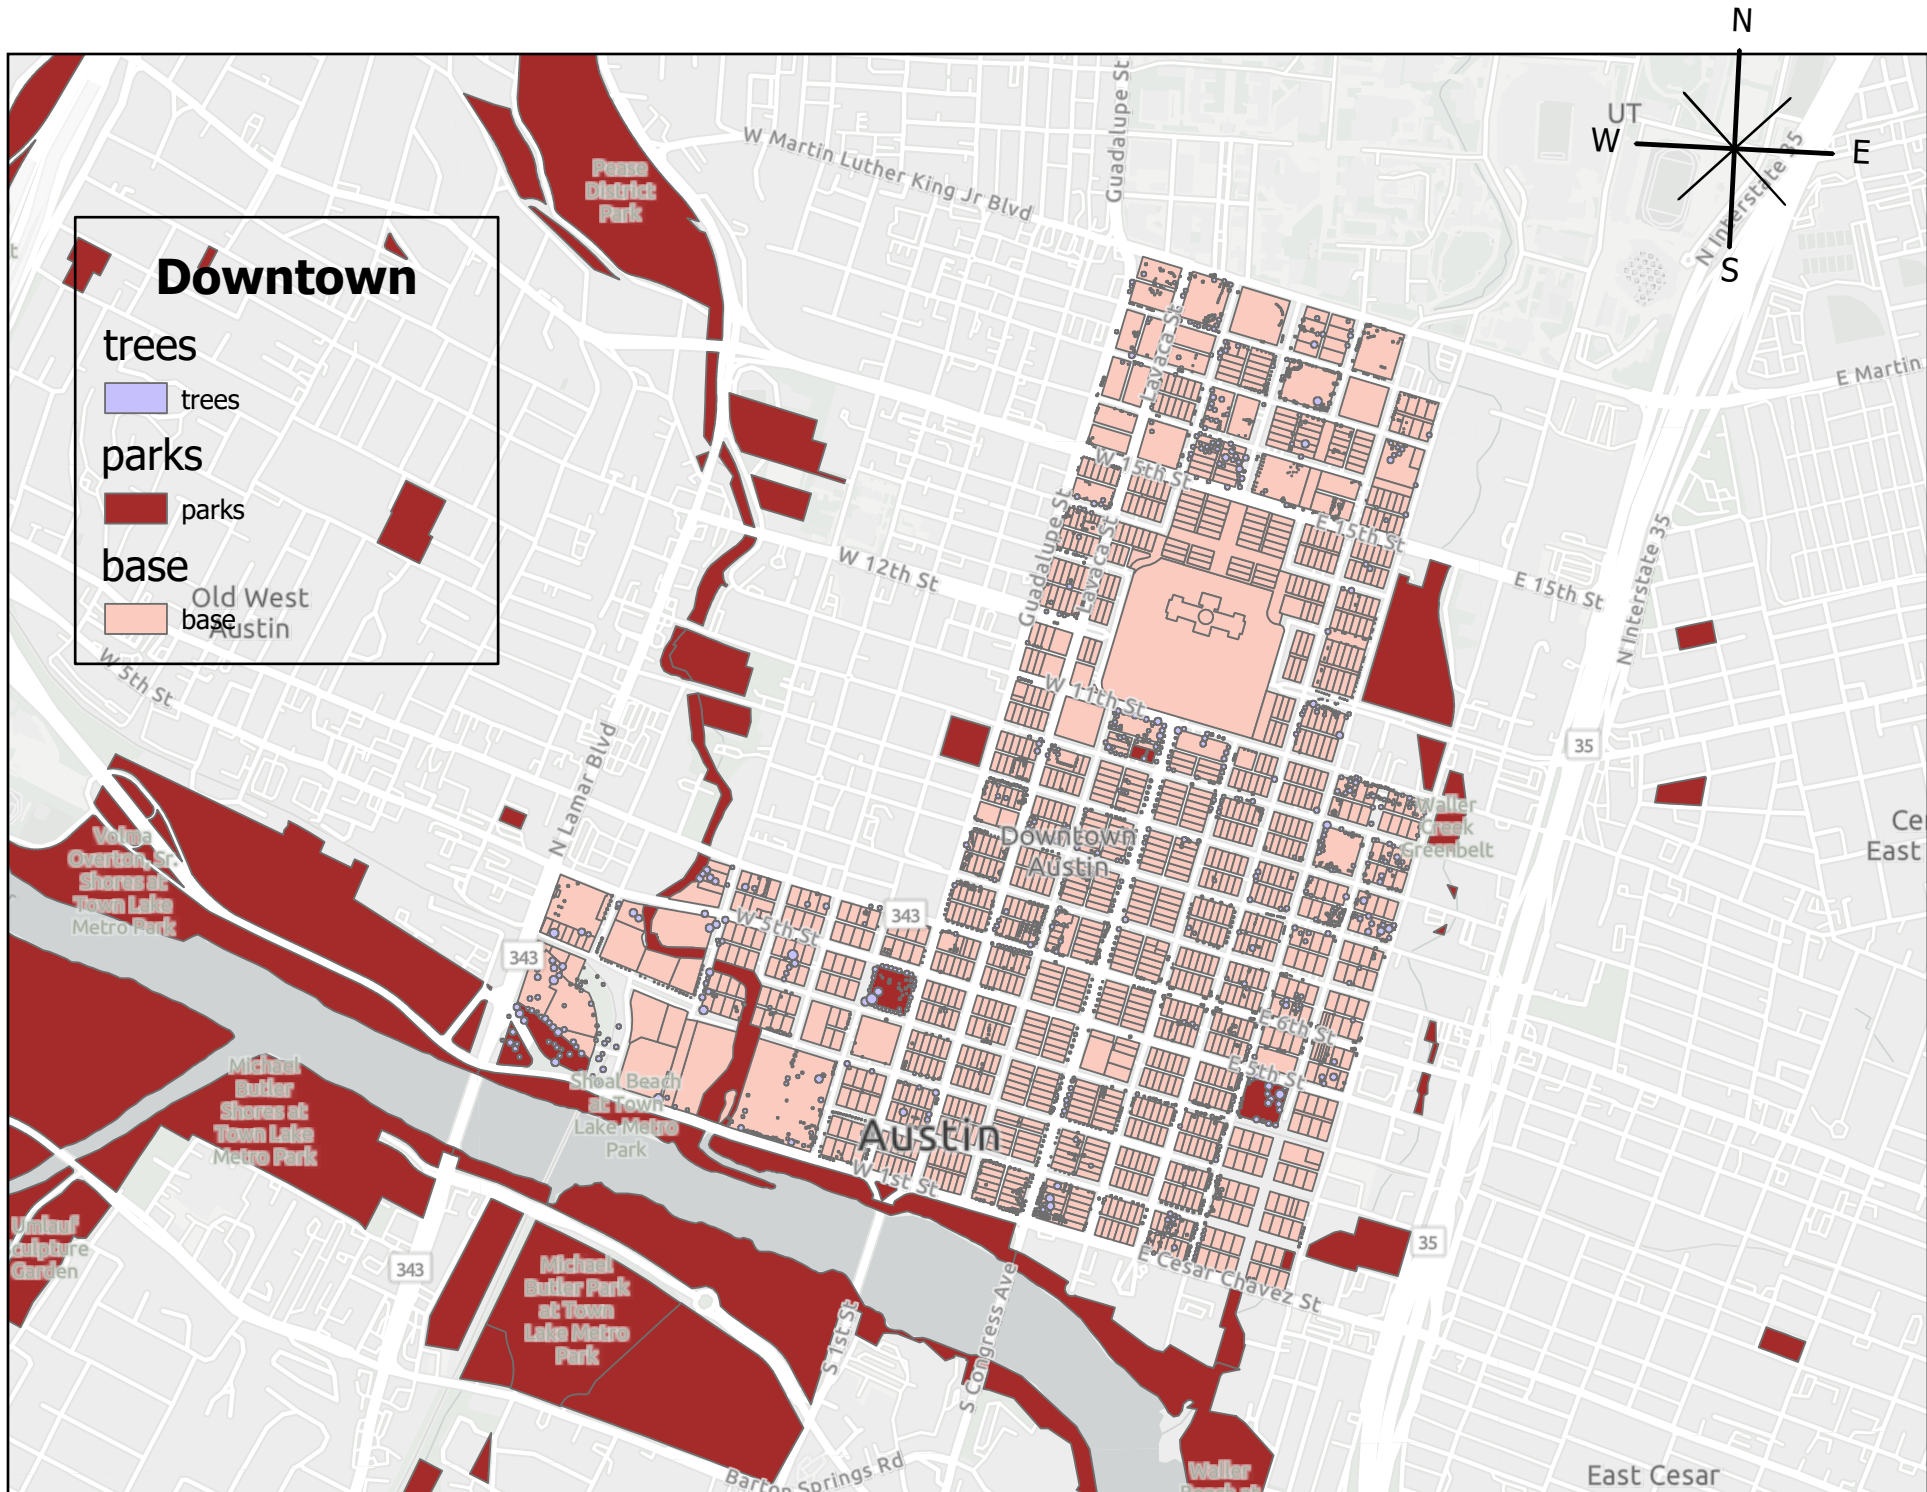 N
UT
W
E
S
N Interstate 35
Guadalupe St
W Martin Luther King Jr Blvd
Pease
District
Park
Downtown
trees
trees
parks
parks
base
base
Old West
Austin
Lavaca St
E Martin
W 15th St
E 15th St
E 15th St
Guadalupe St
Lavaca St
W 12th St
N Interstate 35
W 5th St
W 11th St
35
N Lamar Blvd
Waller
Creek
Greenbelt
Downtown
Austin
East
Volma
Overton, Sr.
Shores at
Town Lake
Metro Park
343
W 5th St
343
E 6th St
E 5th St
Michael
Butler
Shores at
Town Lake
Metro Park
Shoal Beach
at Town
Lake Metro
Park
Austin
W 1st St
Umlauf
culpture
Garden
343
35
Michael
Butler Park
at Town
Lake Metro
Park
E Cesar Chavez St
S 1st St
S Congress Ave
Barton Springs Rd
Waller
East Cesar